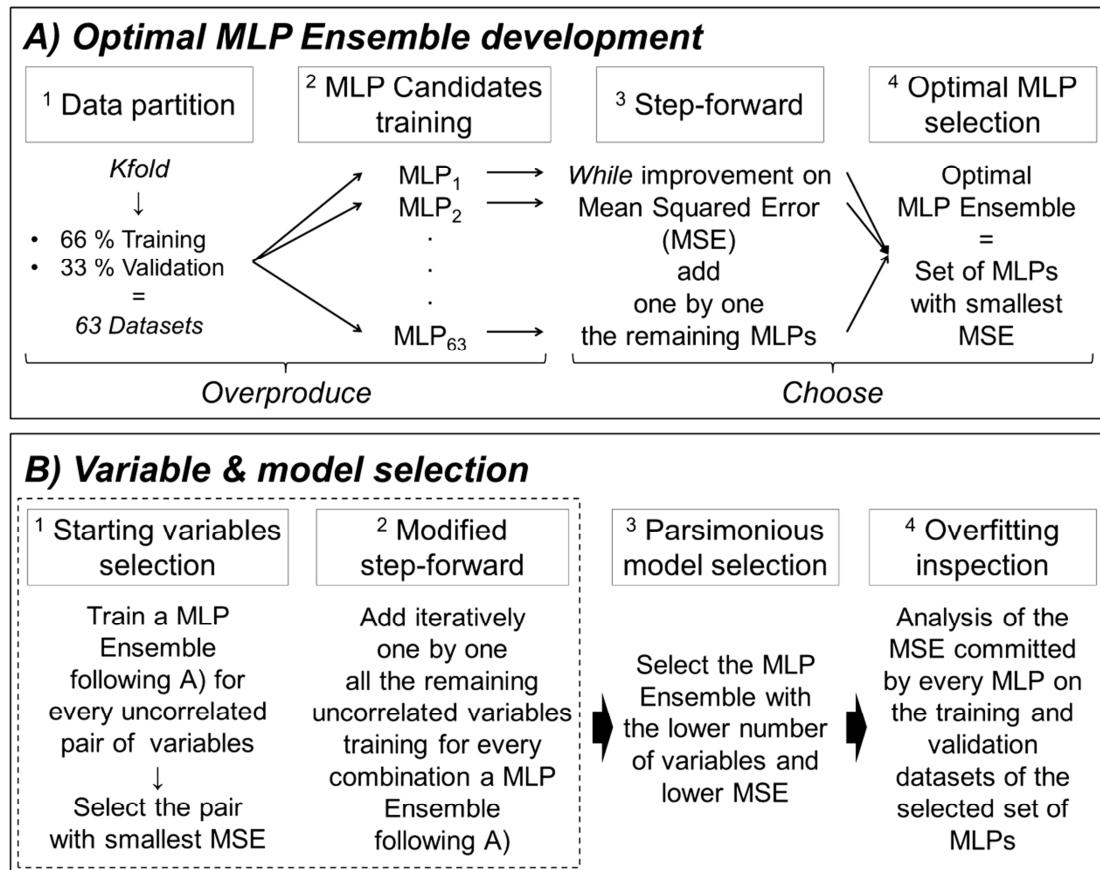 A) Optimal MLP Ensemble development
1 Data partition
Kfold
↓
• 66 % Training
• 33 % Validation
=
63 Datasets
2 MLP Candidates
training
MLP1
MLP2
.
.
.
MLP63
Overproduce
3 Step-forward
While improvement on
Mean Squared Error
(MSE)
add
one by one
the remaining MLPs
4 Optimal MLP
selection
Optimal
MLP Ensemble
=
Set of MLPs
with smallest
MSE
Choose
B) Variable & model selection
1 Starting variables
selection
Train a MLP
Ensemble
following A) for
every uncorrelated
pair of variables
↓
Select the pair
with smallest MSE
2 Modified
step-forward
Add iteratively
one by one
all the remaining
uncorrelated variables
training for every
combination a MLP
Ensemble
following A)
3 Parsimonious
model selection
Select the MLP
Ensemble with
the lower number
of variables and
lower MSE
4 Overfitting
inspection
Analysis of the
MSE committed
by every MLP on
the training and
validation
datasets of the
selected set of
MLPs